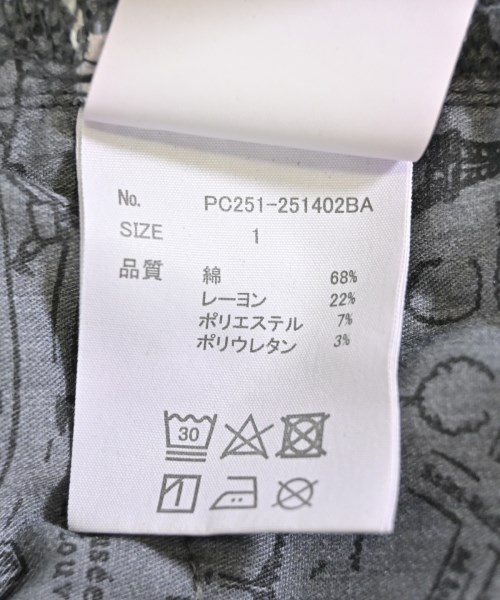 No. PC251-251402BA
SIZE 1
品質 綿 68%
レーヨン 22%
ポリエステル 7%
ポリウレタン 3%
30